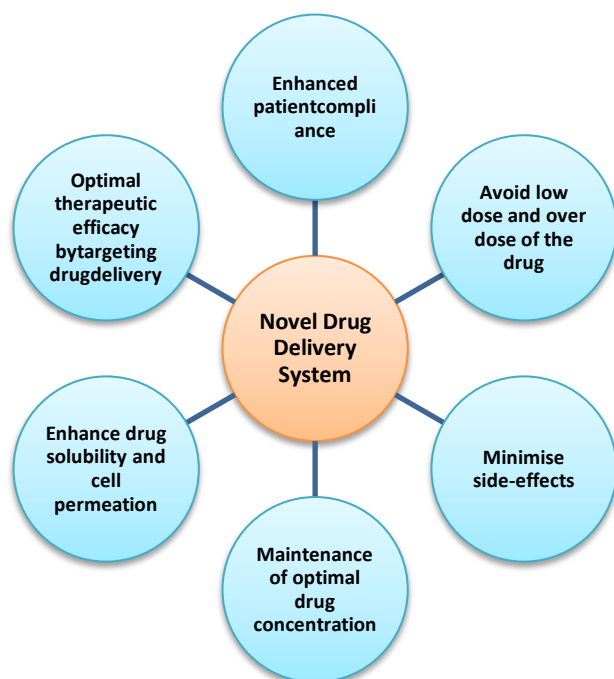 Enhanced
patientcompli
ance
Optimal
therapeutic
efficacy
bytargeting
drugdelivery
Avoid low
dose and over
dose of the
drug
Novel Drug
Delivery
System
Enhance drug
solubility and
cell
permeation
Minimise
side-effects
Maintenance
of optimal
drug
concentration